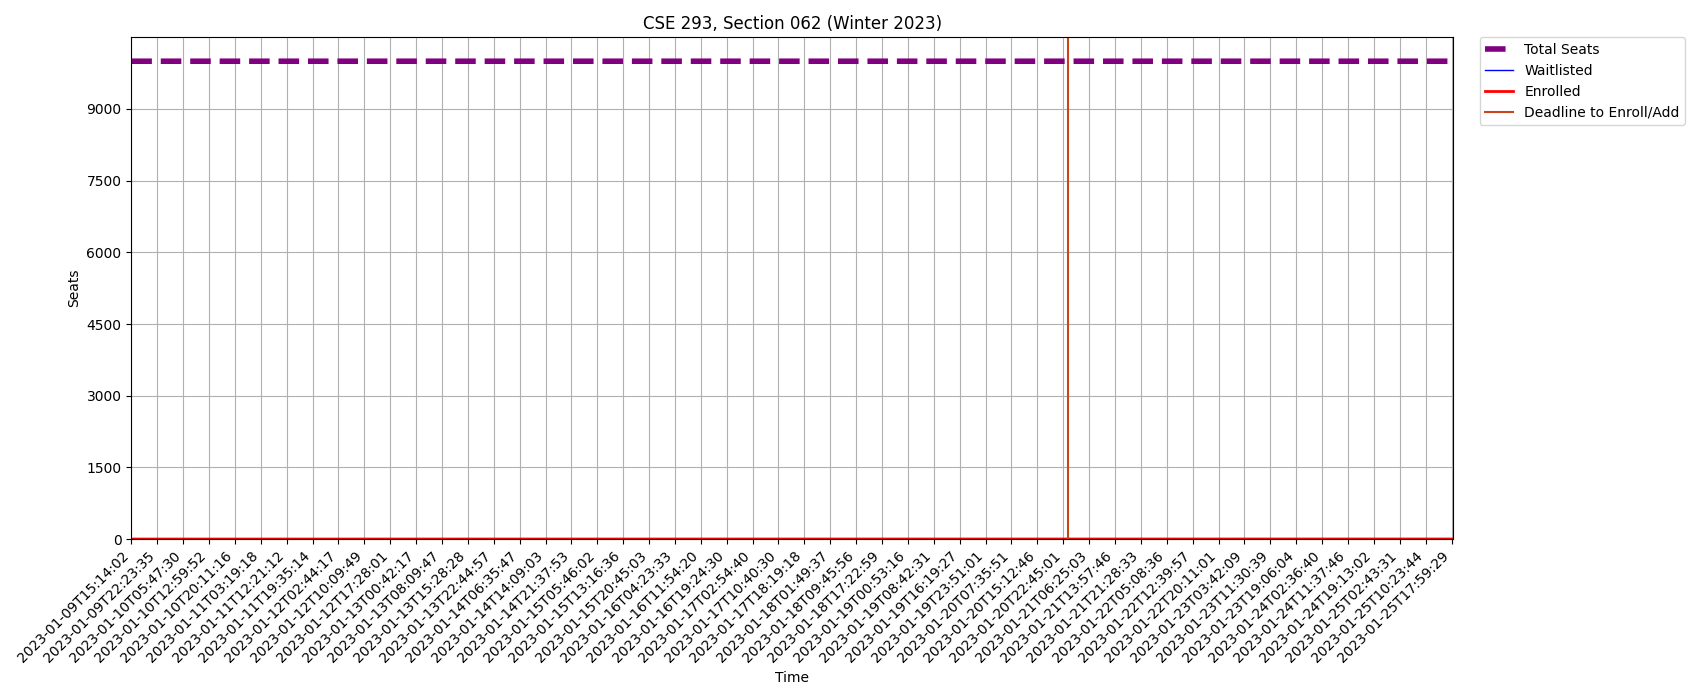 CSE 293, Section 062 (Winter 2023)
Total Seats
Waitlisted
Enrolled
Deadline to Enroll/Add
9000
7500
6000
4500
3000
1500
0
Seats
2023-01-09T15:14:02
2023-01-09T22:23:35
2023-01-10T05:47:30
2023-01-10T12:59:52
2023-01-10T20:11:16
2023-01-11T03:19:18
2023-01-11T12:21:12
2023-01-11T19:35:14
2023-01-12T02:44:17
2023-01-12T10:09:49
2023-01-12T17:28:01
2023-01-13T00:42:17
2023-01-13T08:09:47
2023-01-13T15:28:28
2023-01-13T22:44:57
2023-01-14T06:35:47
2023-01-14T14:09:03
2023-01-14T21:37:53
2023-01-15T05:46:02
2023-01-15T13:16:36
2023-01-15T20:45:03
2023-01-16T04:23:33
2023-01-16T11:54:20
2023-01-16T19:24:30
2023-01-17T02:54:40
2023-01-17T10:40:30
2023-01-17T18:19:18
2023-01-18T01:49:37
2023-01-18T09:45:56
2023-01-18T17:22:59
2023-01-19T00:53:16
2023-01-19T08:42:31
2023-01-19T16:19:27
2023-01-19T23:51:01
2023-01-20T07:35:51
2023-01-20T15:12:46
2023-01-20T22:45:01
2023-01-21T06:25:03
2023-01-21T13:57:46
2023-01-21T21:28:33
2023-01-22T05:08:36
2023-01-22T12:39:57
2023-01-22T20:11:01
2023-01-23T03:42:09
2023-01-23T11:30:39
2023-01-23T19:06:04
2023-01-24T02:36:40
2023-01-24T11:37:46
2023-01-24T19:13:02
2023-01-25T02:43:31
2023-01-25T10:23:44
2023-01-25T17:59:29
Time